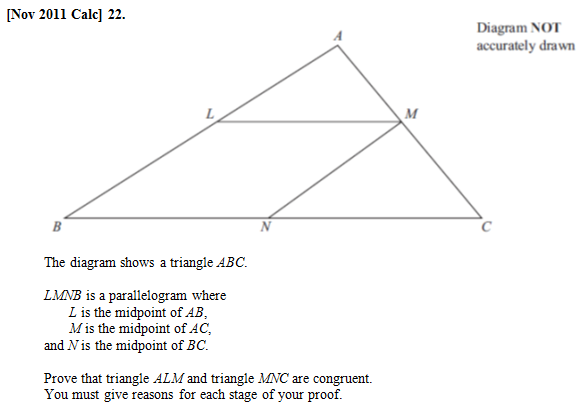 [Nov 2011 Calc] 22.
Diagram NOT
accurately drawn
A
L
M
B
N
C
The diagram shows a triangle ABC.
LMNB is a parallelogram where
L is the midpoint of AB,
M is the midpoint of AC,
and N is the midpoint of BC.
Prove that triangle ALM and triangle MNC are congruent.
You must give reasons for each stage of your proof.